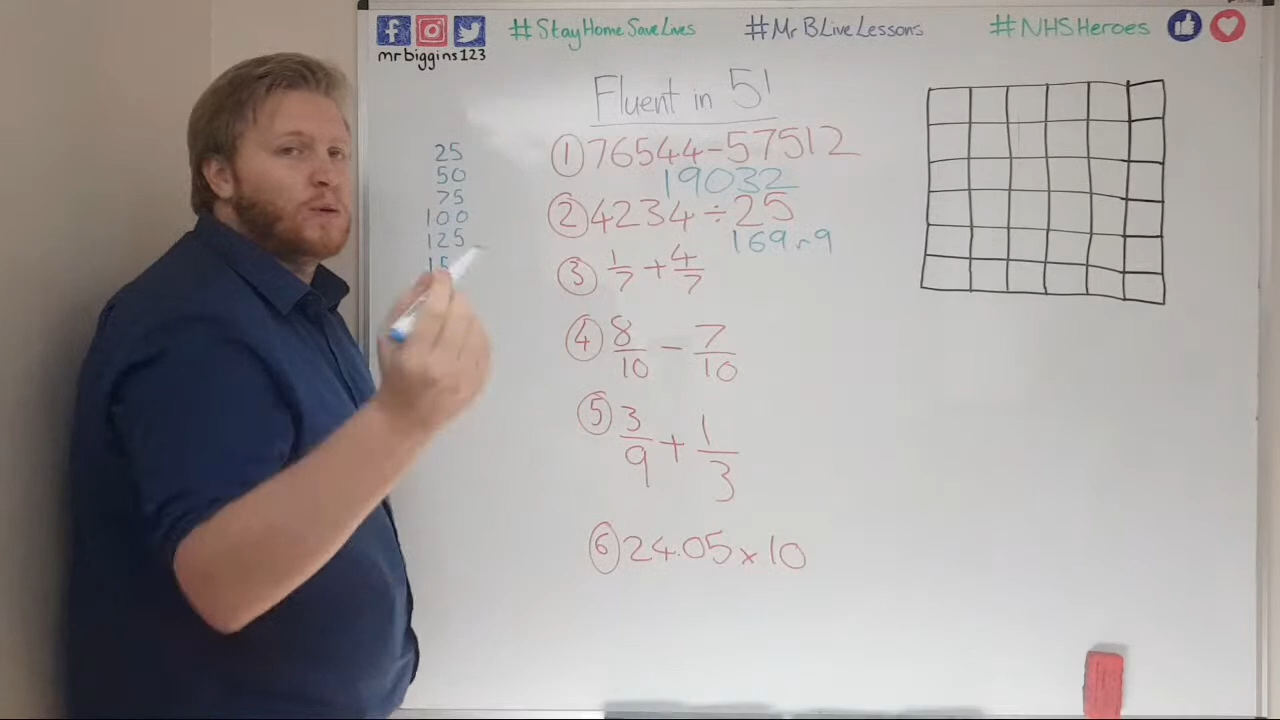 #StayHomeSaveLives #MrBLiveLessons #NHSHeroes
mrbiggins123
Fluent in 5!
25
50
75
100
125
15
① 76544-57512
19032
② 4234÷25
169r9
③ 1/7 + 4/7
④ 8/10 - 7/10
⑤ 3/9 + 1/3
⑥ 24.05 x 10